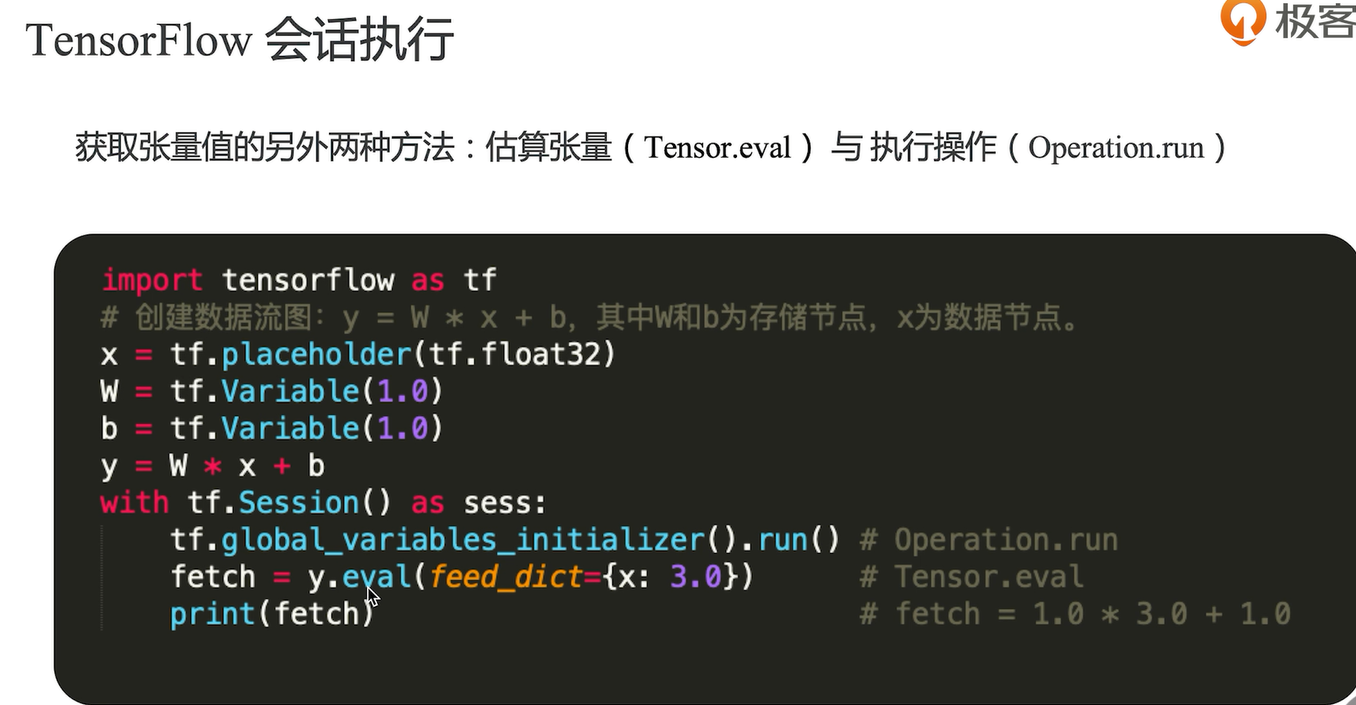 TensorFlow 会话执行
极客
获取张量值的另外两种方法：估算张量（Tensor.eval）与 执行操作（Operation.run）
import tensorflow as tf
# 创建数据流图：y = W * x + b，其中W和b为存储节点，x为数据节点。
x = tf.placeholder(tf.float32)
W = tf.Variable(1.0)
b = tf.Variable(1.0)
y = W * x + b
with tf.Session() as sess:
    tf.global_variables_initializer().run() # Operation.run
    fetch = y.eval(feed_dict={x: 3.0})      # Tensor.eval
    print(fetch)                            # fetch = 1.0 * 3.0 + 1.0